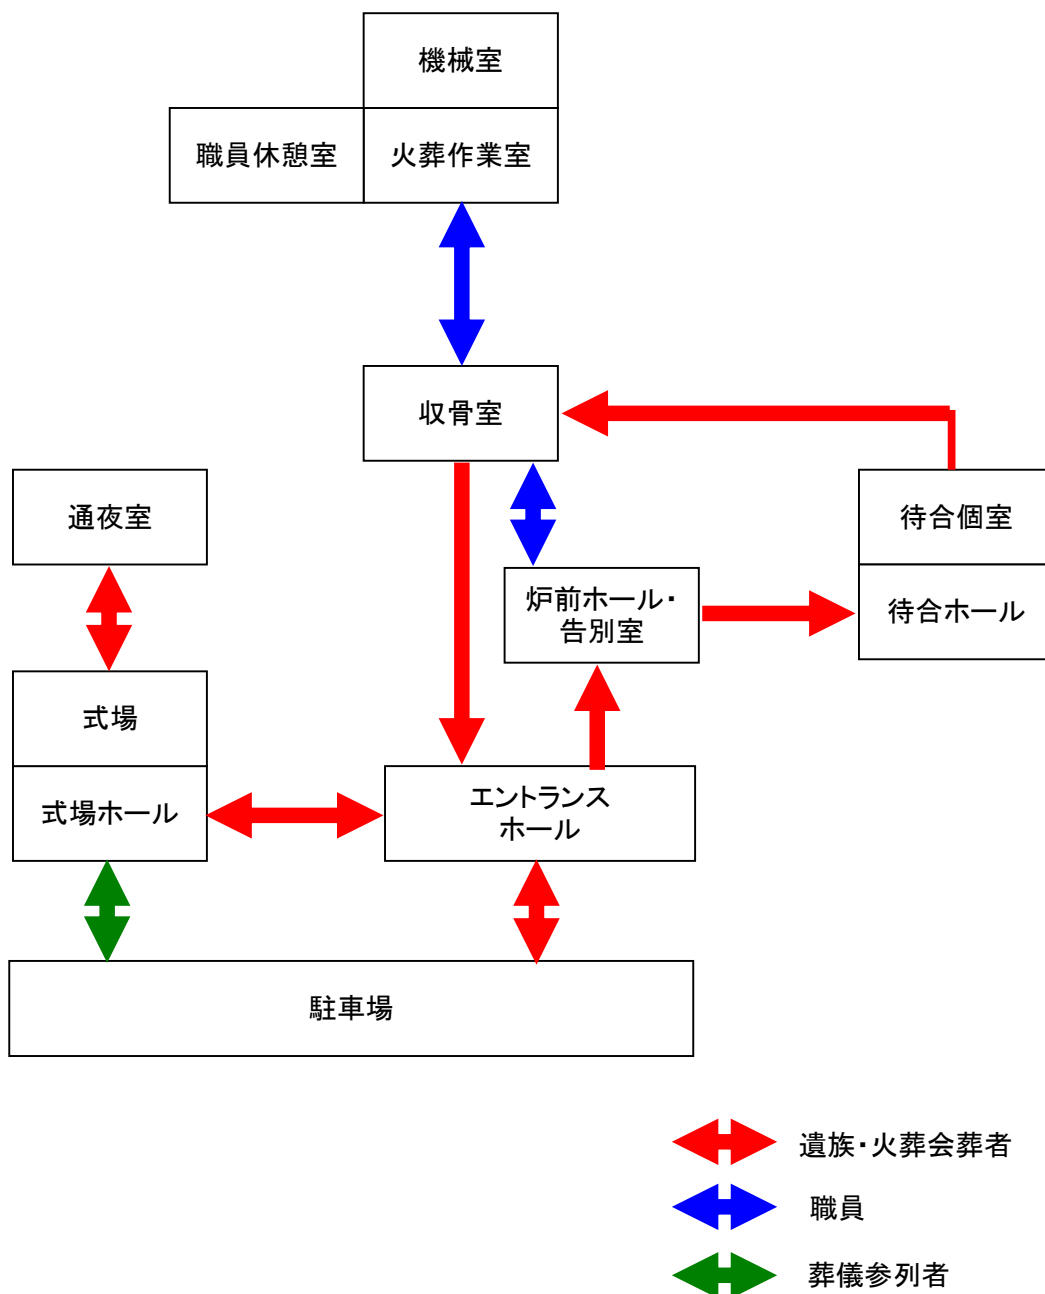 機械室
職員休憩室
火葬作業室
収骨室
通夜室
待合個室
炉前ホール・
告別室
待合ホール
式場
式場ホール
エントランス
ホール
駐車場
遺族・火葬会葬者
職員
葬儀参列者